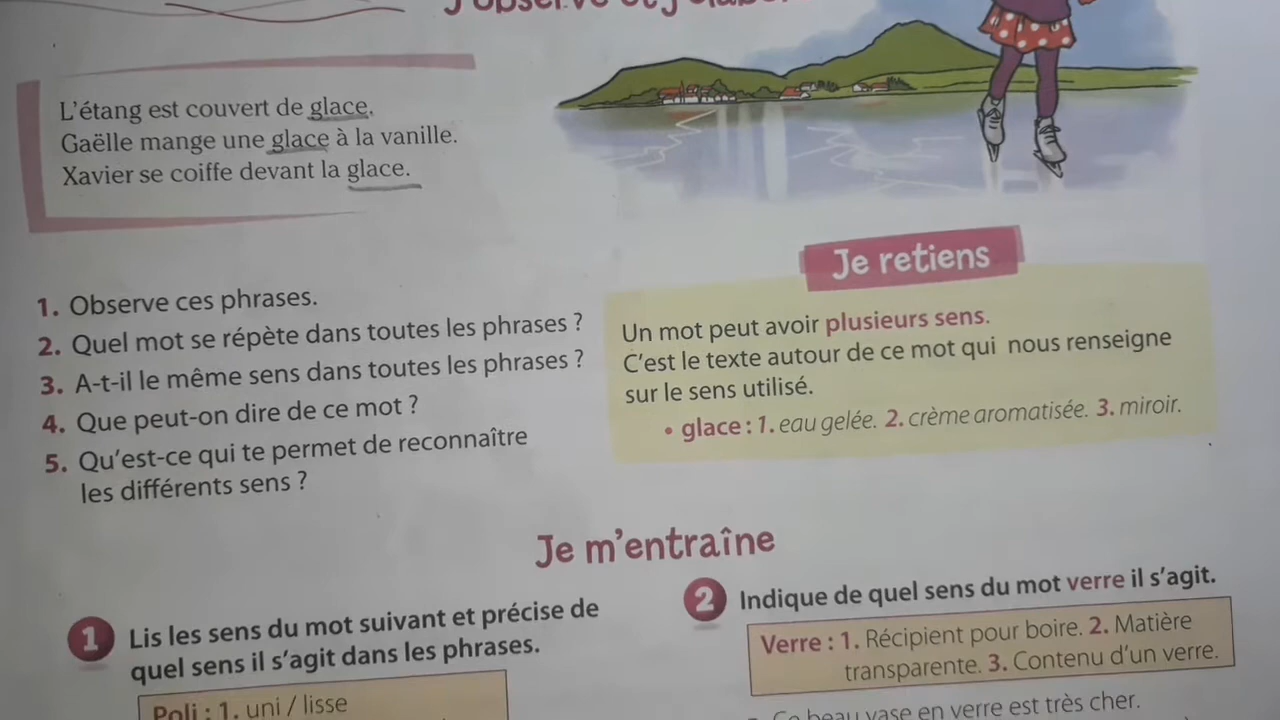 J'observe et j'élabore
L'étang est couvert de glace.
Gaëlle mange une glace à la vanille.
Xavier se coiffe devant la glace.
1. Observe ces phrases.
2. Quel mot se répète dans toutes les phrases ?
3. A-t-il le même sens dans toutes les phrases ?
4. Que peut-on dire de ce mot ?
5. Qu'est-ce qui te permet de reconnaître
les différents sens ?
Je retiens
Un mot peut avoir plusieurs sens.
C'est le texte autour de ce mot qui nous renseigne
sur le sens utilisé.
• glace : 1. eau gelée. 2. crème aromatisée. 3. miroir.
Je m'entraîne
1 Lis les sens du mot suivant et précise de
quel sens il s'agit dans les phrases.
Poli : 1. uni / lisse
2 Indique de quel sens du mot verre il s'agit.
Verre : 1. Récipient pour boire. 2. Matière
transparente. 3. Contenu d'un verre.
Ce beau vase en verre est très cher.